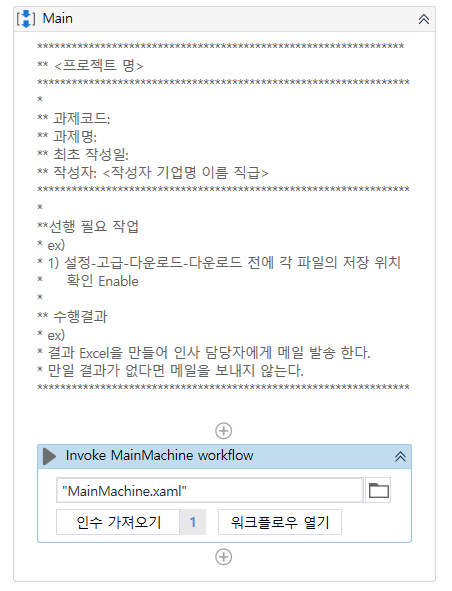 Main
****************************************************************
** <프로젝트 명>
*****************************************************************
*
** 과제코드:
** 과제명:
** 최초 작성일:
** 작성자: <작성자 기업명 이름 직급>
*****************************************************************
*
**선행 필요 작업
* ex)
* 1) 설정-고급-다운로드-다운로드 전에 각 파일의 저장 위치
*     확인 Enable
*
** 수행결과
* ex)
* 결과 Excel을 만들어 인사 담당자에게 메일 발송 한다.
* 만일 결과가 없다면 메일을 보내지 않는다.
*****************************************************************
Invoke MainMachine workflow
"MainMachine.xaml"
인수 가져오기 1 워크플로우 열기